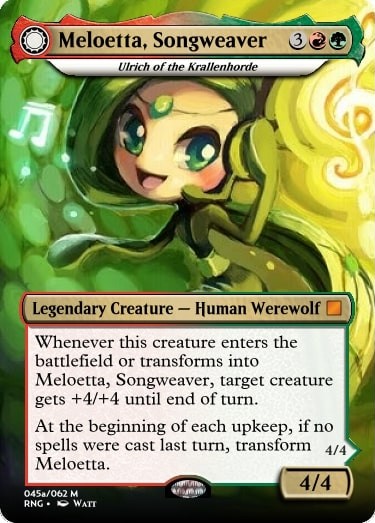 Meloetta, Songweaver 3
Ulrich of the Krallenhorde
Legendary Creature — Human Werewolf
Whenever this creature enters the
battlefield or transforms into
Meloetta, Songweaver, target creature
gets +4/+4 until end of turn.
At the beginning of each upkeep, if no
spells were cast last turn, transform
Meloetta.
4/4
4/4
045a/062 M
RNG • Watt